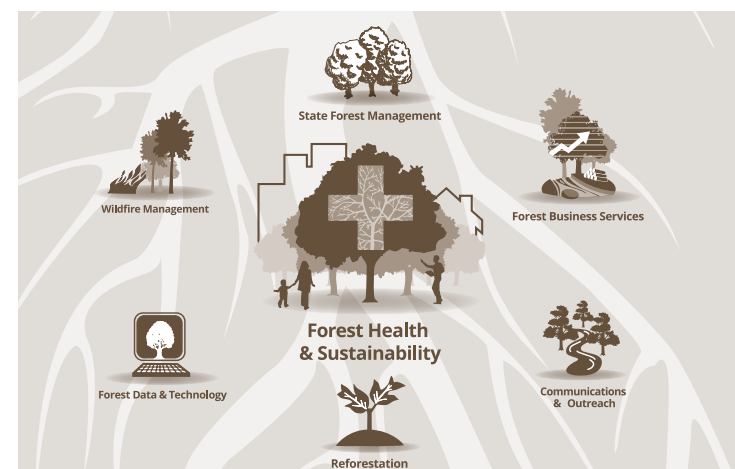 State Forest Management
Wildfire Management
Forest Business Services
Forest Health
& Sustainability
Forest Data & Technology
Communications
& Outreach
Reforestation